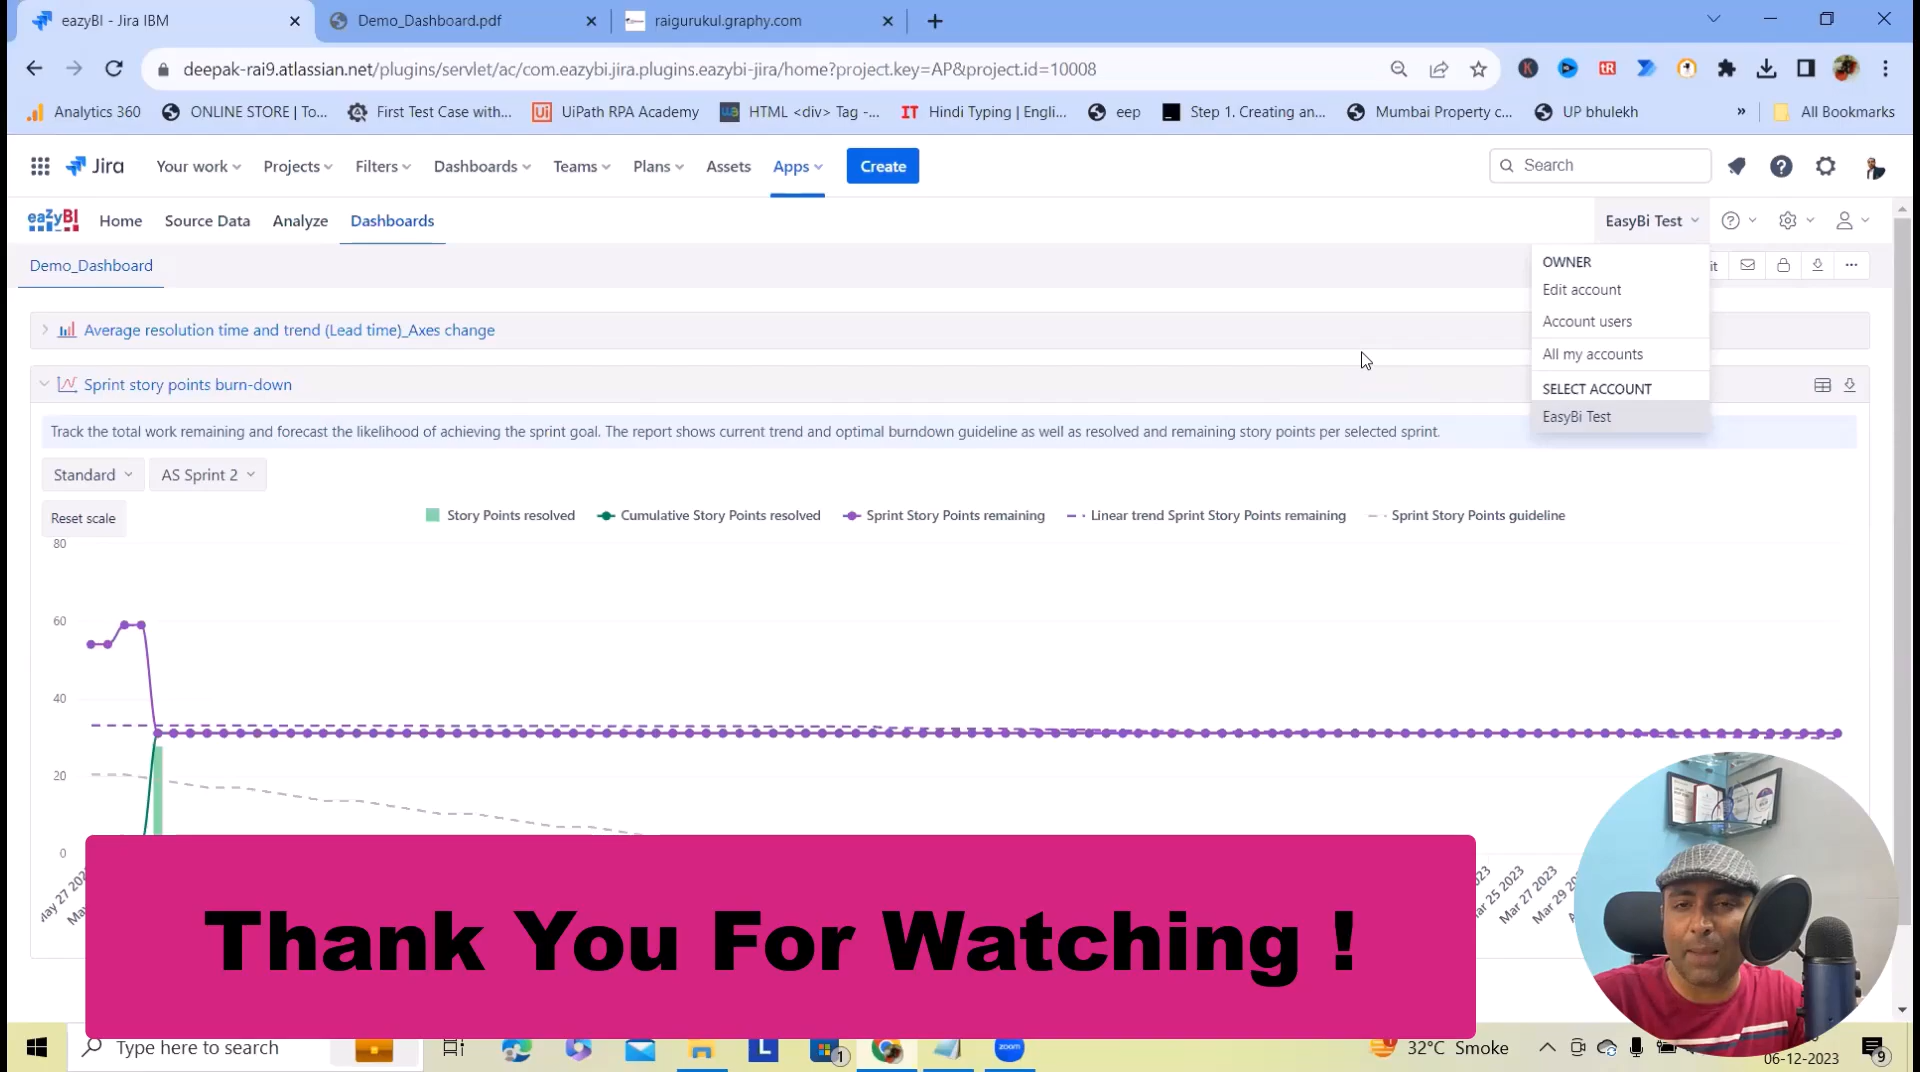 eazyBI - Jira IBM
Demo_Dashboard.pdf
raigurukul.graphy.com
deepak-rai9.atlassian.net/plugins/servlet/ac/com.eazybi.jira.plugins.eazybi-jira/home?project.key=AP&project.id=10008
Analytics 360
ONLINE STORE | To...
First Test Case with...
UiPath RPA Academy
HTML <div> Tag -...
Hindi Typing | Engli...
eep
Step 1. Creating an...
Mumbai Property c...
UP bhulekh
»
All Bookmarks
Jira
Your work
Projects
Filters
Dashboards
Teams
Plans
Assets
Apps
Create
Search
eaZyBI
Home
Source Data
Analyze
Dashboards
EasyBi Test
Demo_Dashboard
it
OWNER
Edit account
Account users
All my accounts
SELECT ACCOUNT
EasyBi Test
Average resolution time and trend (Lead time)_Axes change
Sprint story points burn-down
Track the total work remaining and forecast the likelihood of achieving the sprint goal. The report shows current trend and optimal burndown guideline as well as resolved and remaining story points per selected sprint.
Standard
AS Sprint 2
Reset scale
Story Points resolved
Cumulative Story Points resolved
Sprint Story Points remaining
Linear trend Sprint Story Points remaining
Sprint Story Points guideline
80
60
40
20
0
Mar 27 2023
Mar 29
Thank You For Watching !
Type here to search
1
zoom
32°C Smoke
06-12-2023
9